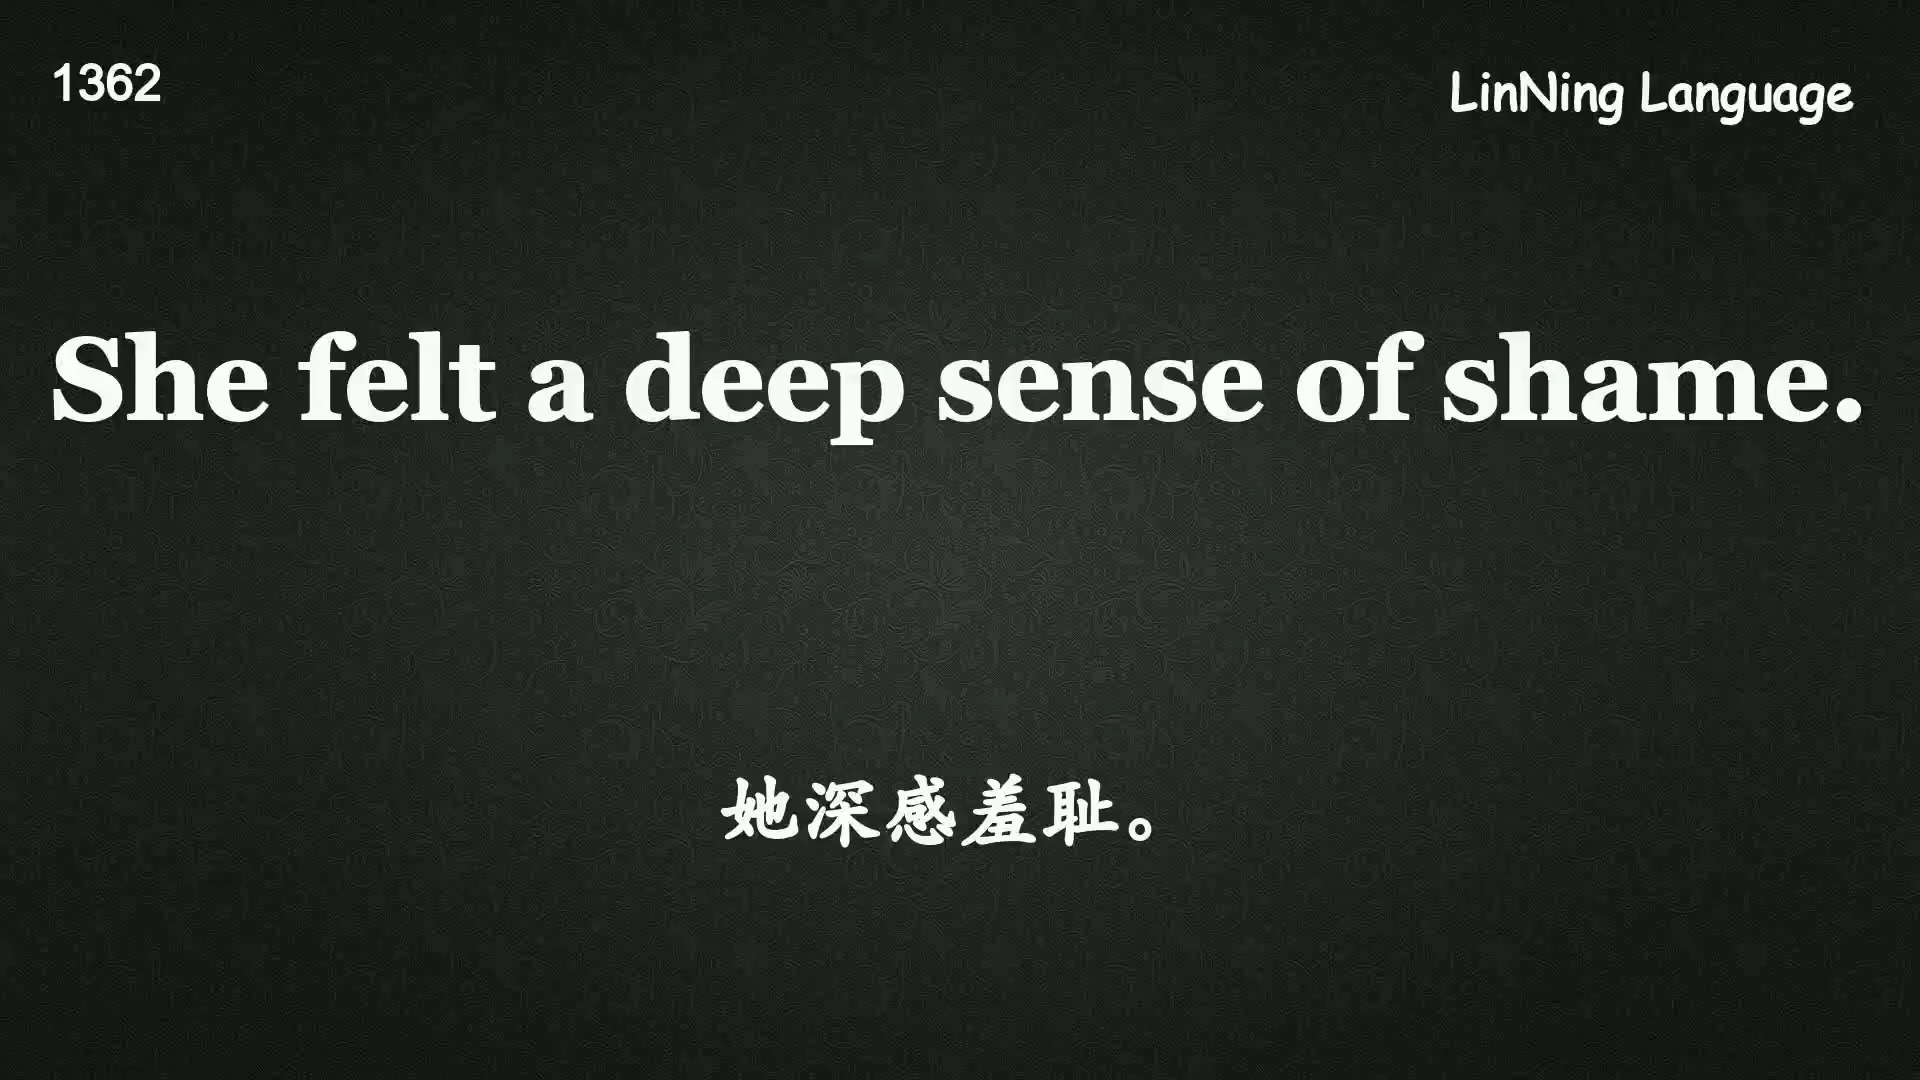 1362
LinNing Language
She felt a deep sense of shame.
她深感羞耻。